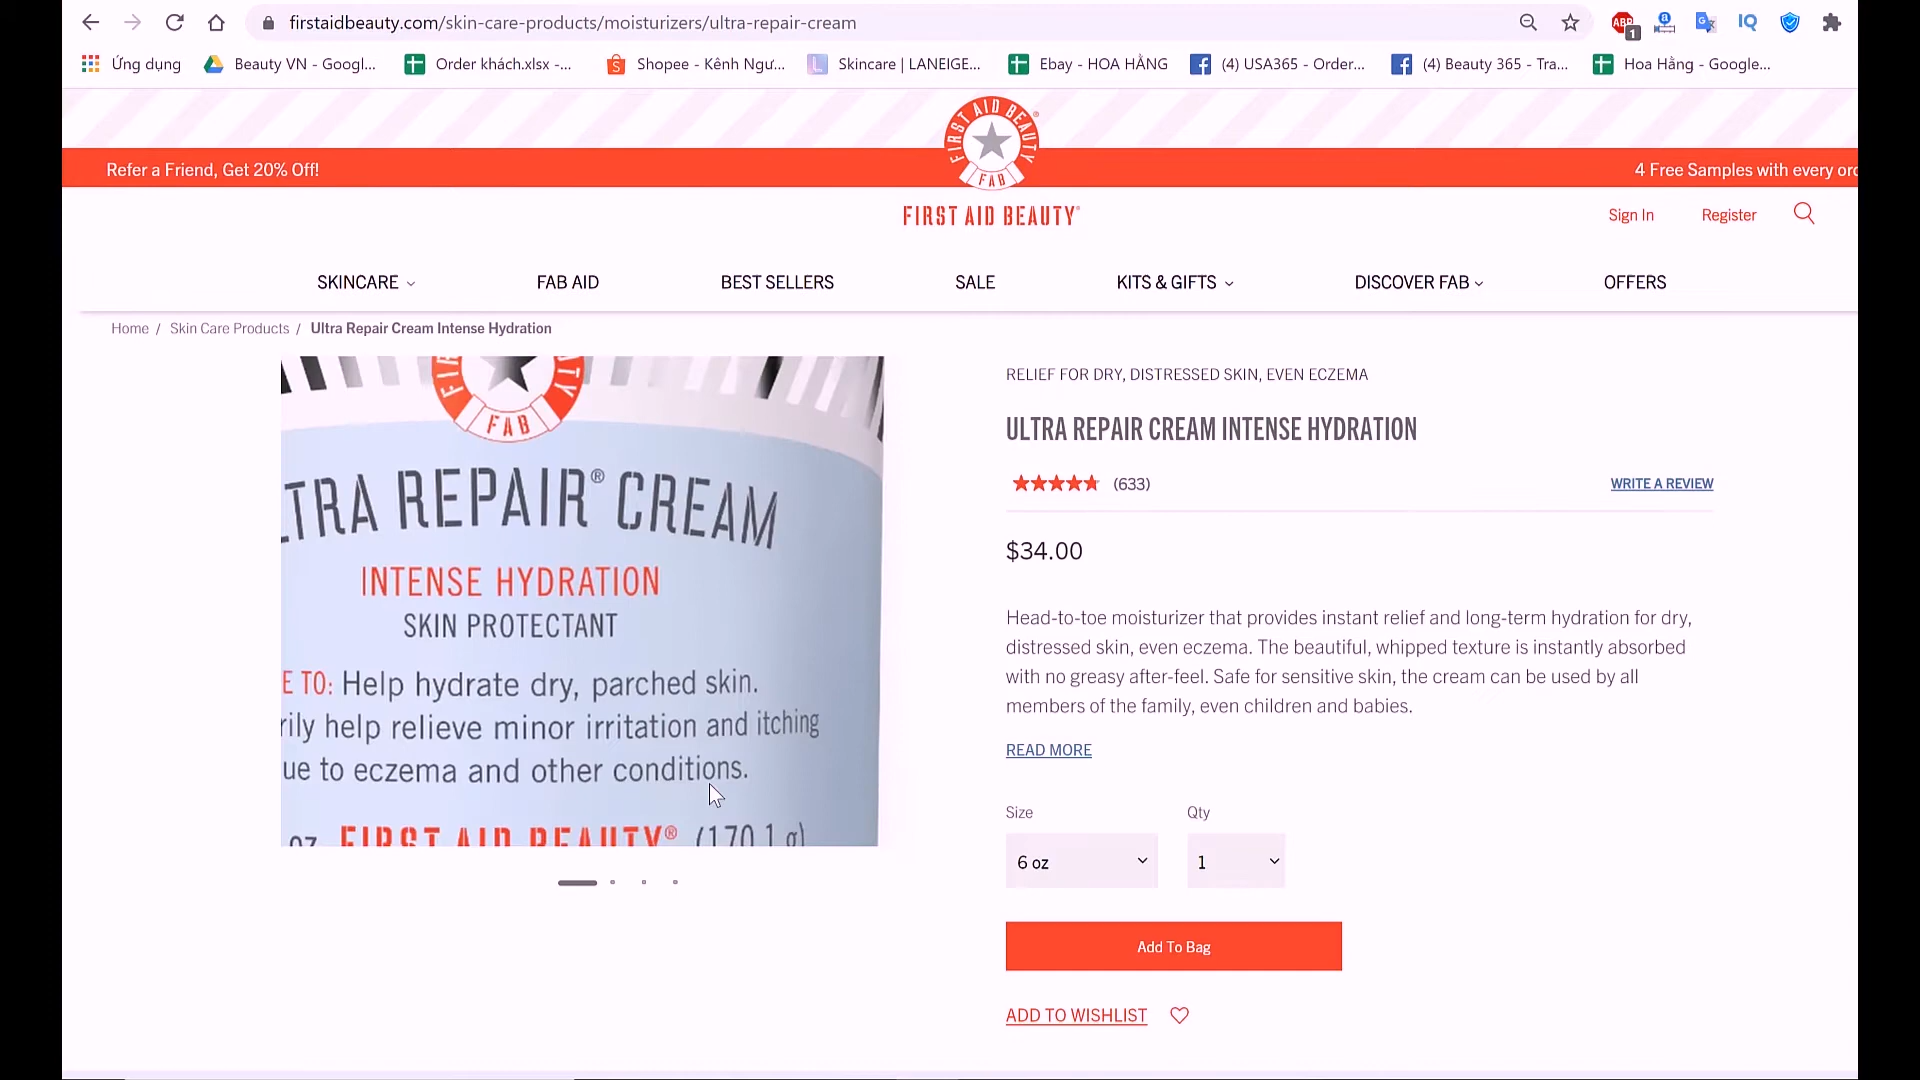 firstaidbeauty.com/skin-care-products/moisturizers/ultra-repair-cream
ABP 1 a G IQ
Ứng dụng Beauty VN - Googl... Order khách.xlsx -... Shopee - Kênh Ngư... L Skincare | LANEIGE... Ebay - HOA HẰNG (4) USA365 - Order... (4) Beauty 365 - Tra... Hoa Hằng - Google...
FIRST AID BEAUTY
FAB
Refer a Friend, Get 20% Off! 4 Free Samples with every
FIRST AID BEAUTY®
Sign In Register
SKINCARE FAB AID BEST SELLERS SALE KITS & GIFTS DISCOVER FAB OFFERS
Home / Skin Care Products / Ultra Repair Cream Intense Hydration
FAB
TRA REPAIR® CREAM
INTENSE HYDRATION
SKIN PROTECTANT
E TO: Help hydrate dry, parched skin.
rily help relieve minor irritation and itching
ue to eczema and other conditions.
oz FIRST AID BEAUTY® (170.1 g)
RELIEF FOR DRY, DISTRESSED SKIN, EVEN ECZEMA
ULTRA REPAIR CREAM INTENSE HYDRATION
(633) WRITE A REVIEW
$34.00
Head-to-toe moisturizer that provides instant relief and long-term hydration for dry,
distressed skin, even eczema. The beautiful, whipped texture is instantly absorbed
with no greasy after-feel. Safe for sensitive skin, the cream can be used by all
members of the family, even children and babies.
READ MORE
Size Qty
6 oz 1
Add To Bag
ADD TO WISHLIST